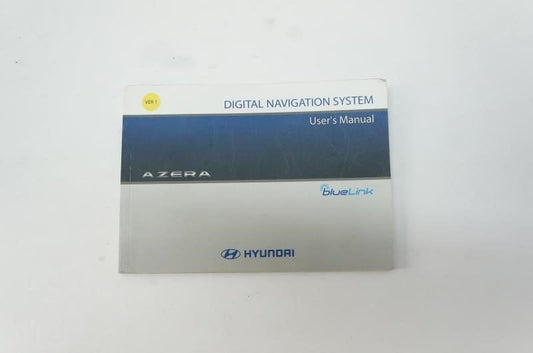 VER 1
DIGITAL NAVIGATION SYSTEM
User's Manual
AZERA
blueLink
HYUNDAI